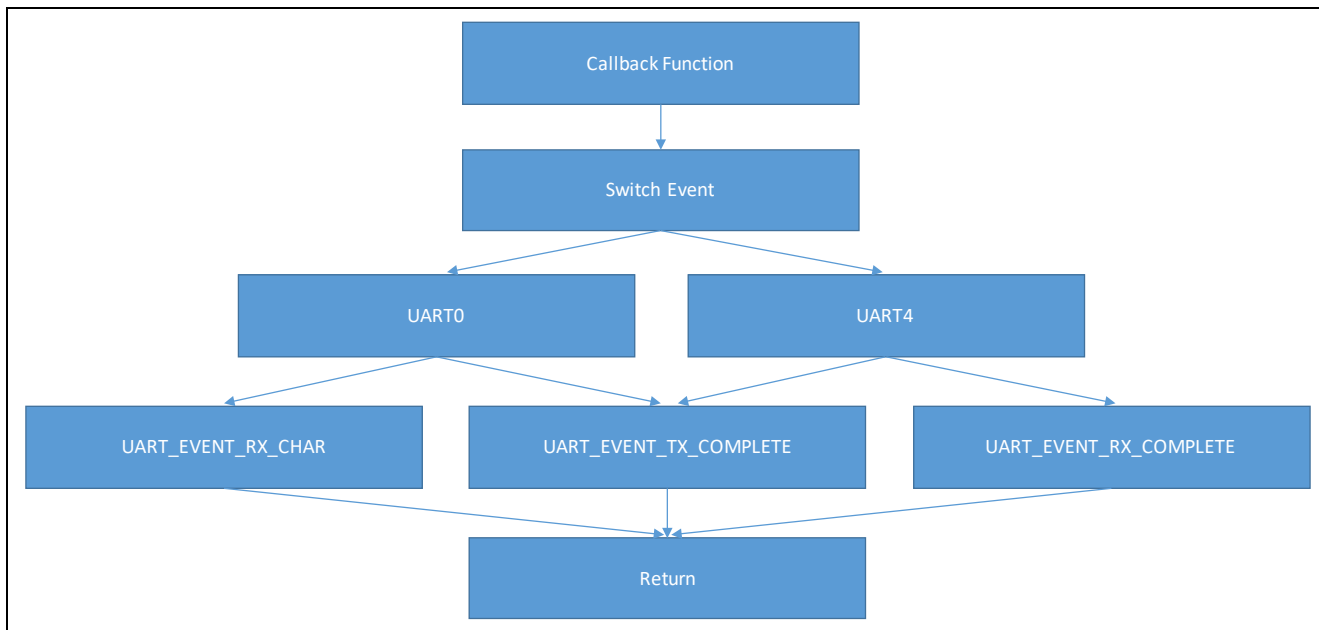 Callback Function
Switch Event
UART0
UART4
UART_EVENT_RX_CHAR
UART_EVENT_TX_COMPLETE
UART_EVENT_RX_COMPLETE
Return